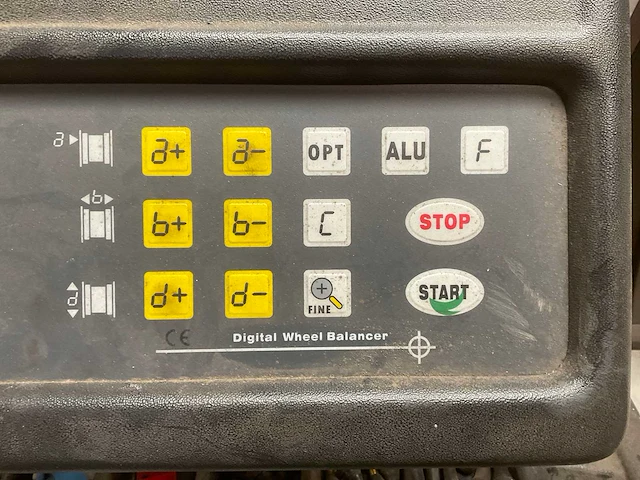 a a+ a- OPT ALU F
b b+ b- C STOP
d d+ d- FINE START
CE Digital Wheel Balancer